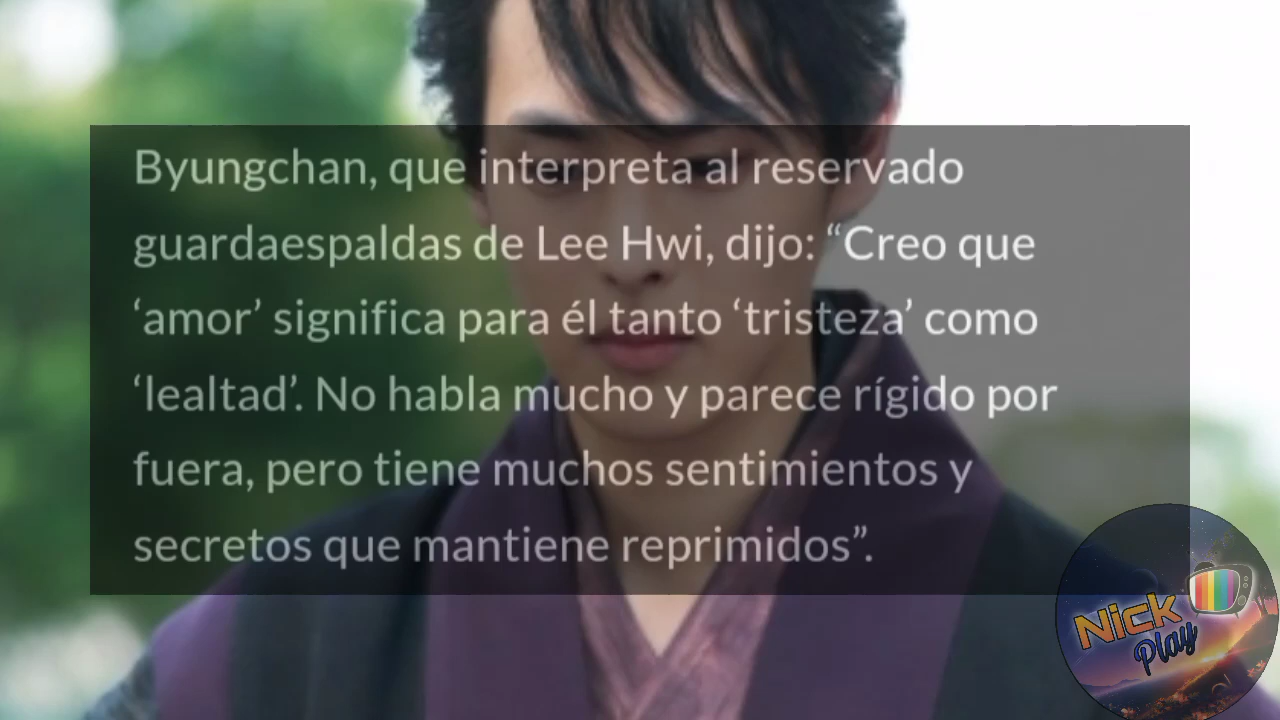 Byungchan, que interpreta al reservado
guardaespaldas de Lee Hwi, dijo: “Creo que
‘amor’ significa para él tanto ‘tristeza’ como
‘lealtad’. No habla mucho y parece rígido por
fuera, pero tiene muchos sentimientos y
secretos que mantiene reprimidos”.
Nick
Play